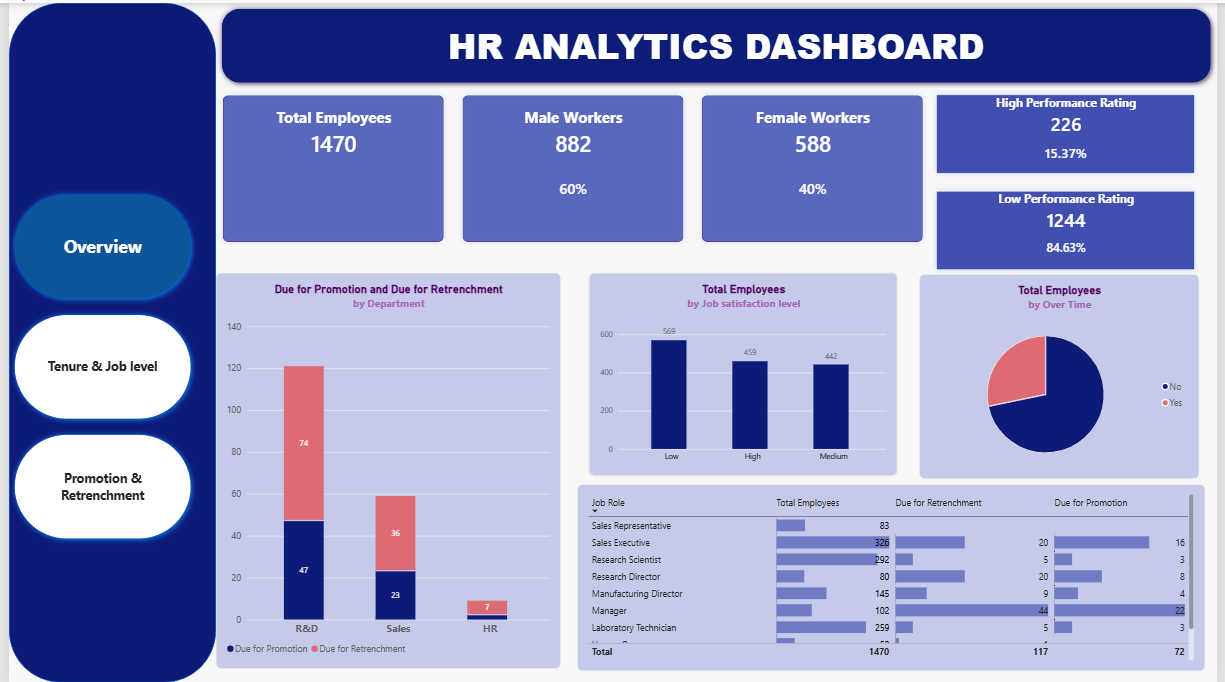 HR ANALYTICS DASHBOARD
Overview
Tenure & Job level
Promotion &
Retrenchment
Total Employees
1470
Male Workers
882
60%
Female Workers
588
40%
High Performance Rating
226
15.37%
Low Performance Rating
1244
84.63%
Due for Promotion and Due for Retrenchment
by Department
140
120
100
80
60
40
20
0
74
47
36
23
7
R&D Sales HR
Due for Promotion Due for Retrenchment
Total Employees
by Job satisfaction level
600
400
200
0
569
459
442
Low High Medium
Total Employees
by Over Time
No
Yes
Job Role Total Employees Due for Retrenchment Due for Promotion
Sales Representative 83
Sales Executive 326 20 16
Research Scientist 292 5 3
Research Director 80 20 8
Manufacturing Director 145 9 4
Manager 102 44 22
Laboratory Technician 259 5 3
Total 1470 117 72